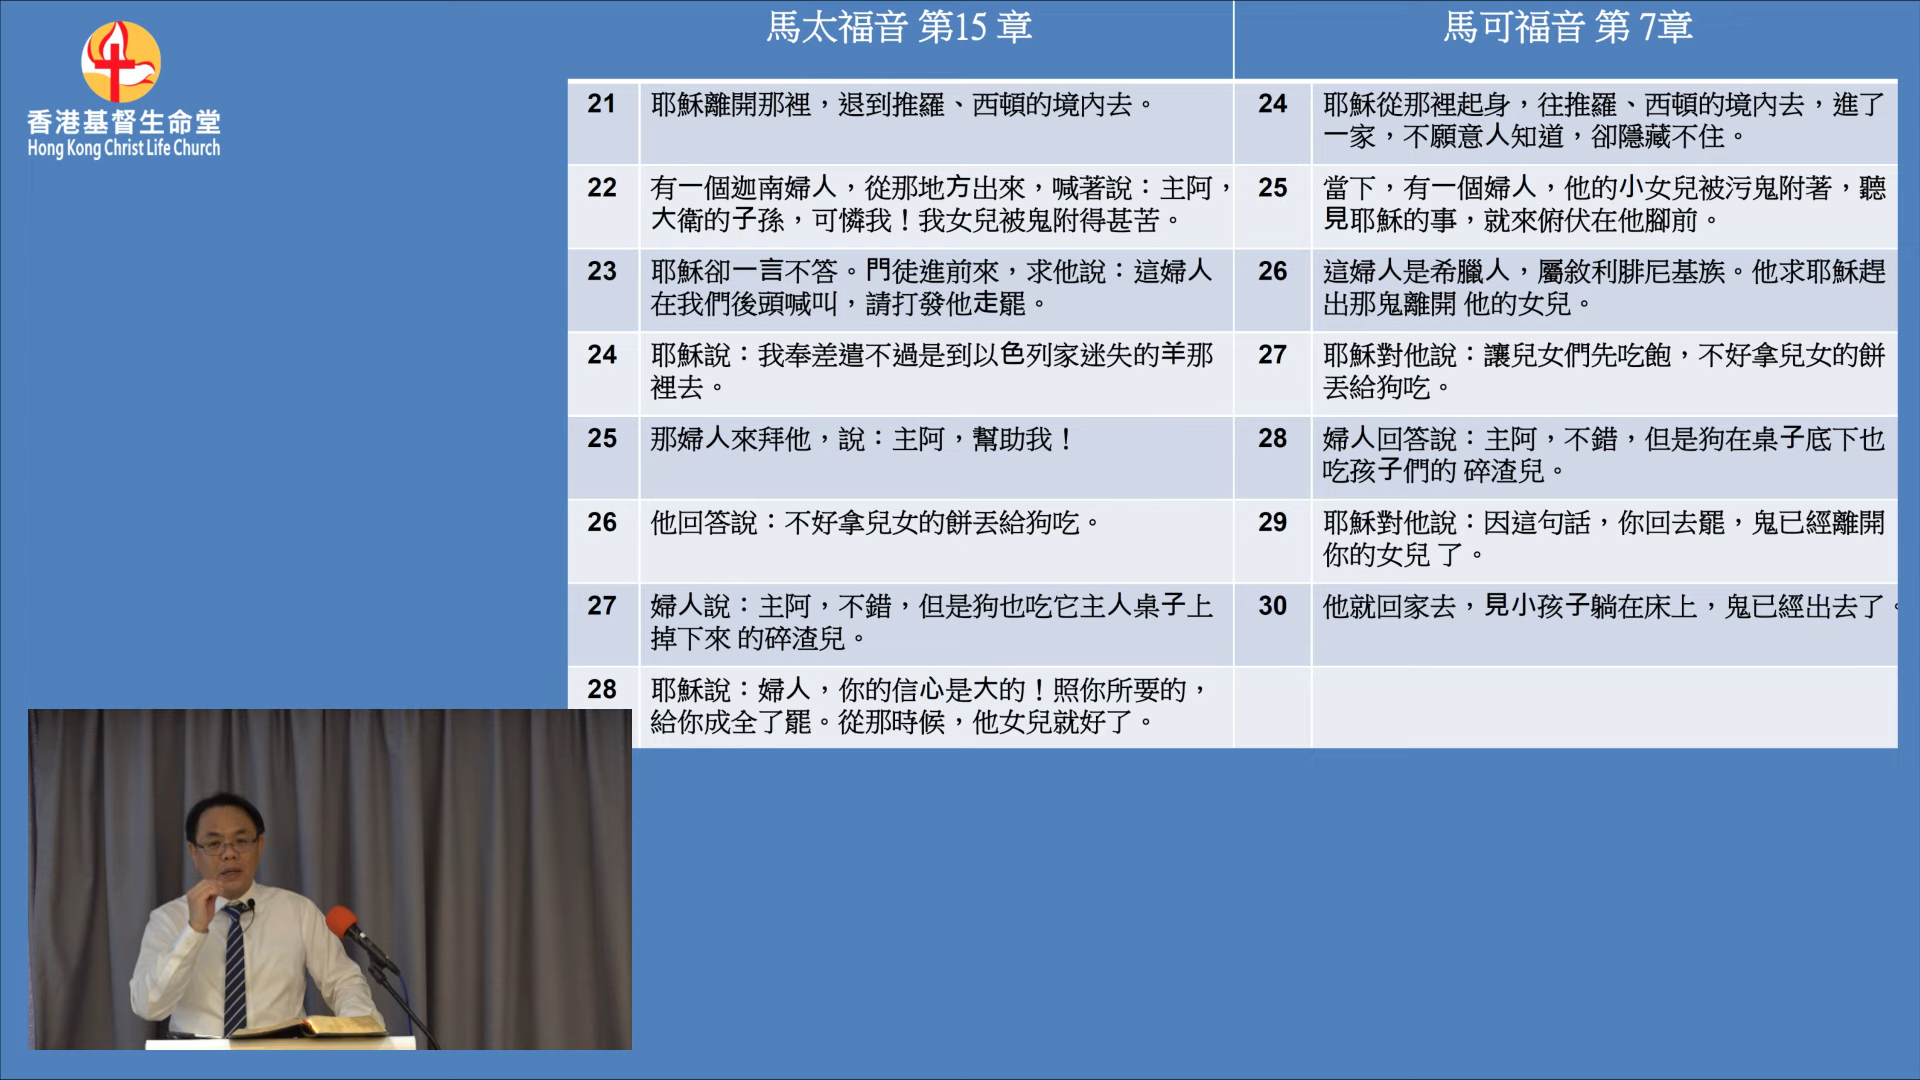 香港基督生命堂
Hong Kong Christ Life Church
馬太福音 第15 章
馬可福音 第 7章
21
耶穌離開那裡，退到推羅、西頓的境內去。
24
耶穌從那裡起身，往推羅、西頓的境內去，進了
一家，不願意人知道，卻隱藏不住。
22
有一個迦南婦人，從那地方出來，喊著說：主阿，
大衛的子孫，可憐我！我女兒被鬼附得甚苦。
25
當下，有一個婦人，他的小女兒被污鬼附著，聽
見耶穌的事，就來俯伏在他腳前。
23
耶穌卻一言不答。門徒進前來，求他說：這婦人
在我們後頭喊叫，請打發他走罷。
26
這婦人是希臘人，屬敘利腓尼基族。他求耶穌趕
出那鬼離開 他的女兒。
24
耶穌說：我奉差遣不過是到以色列家迷失的羊那
裡去。
27
耶穌對他說：讓兒女們先吃飽，不好拿兒女的餅
丟給狗吃。
25
那婦人來拜他，說：主阿，幫助我！
28
婦人回答說：主阿，不錯，但是狗在桌子底下也
吃孩子們的 碎渣兒。
26
他回答說：不好拿兒女的餅丟給狗吃。
29
耶穌對他說：因這句話，你回去罷，鬼已經離開
你的女兒 了。
27
婦人說：主阿，不錯，但是狗也吃它主人桌子上
掉下來 的碎渣兒。
30
他就回家去，見小孩子躺在床上，鬼已經出去了。
28
耶穌說：婦人，你的信心是大的！照你所要的，
給你成全了罷。從那時候，他女兒就好了。